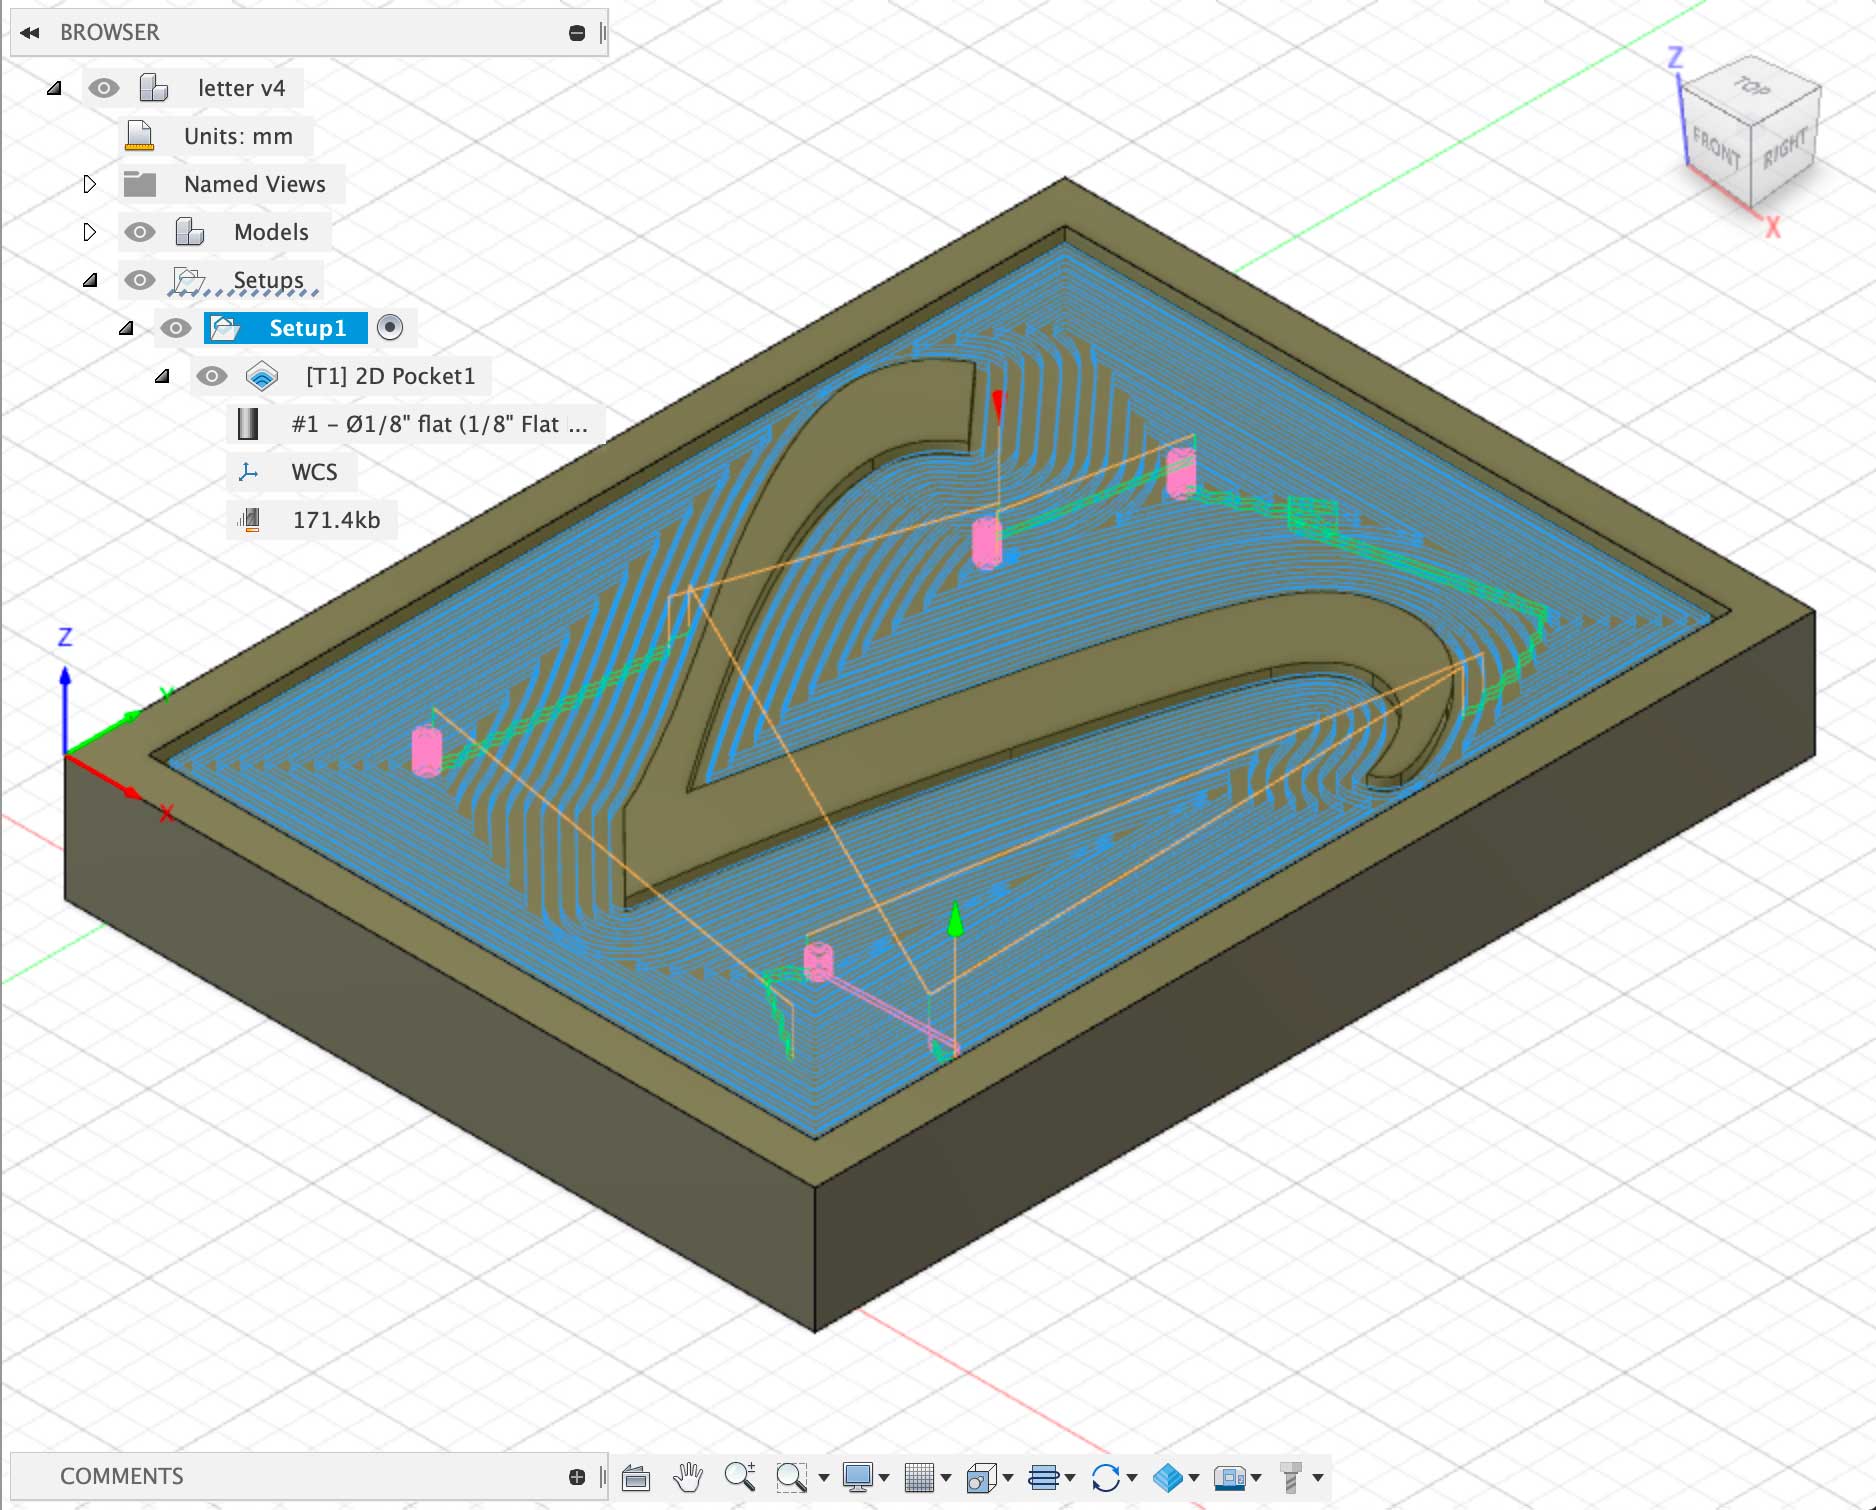 BROWSER
letter v4
Units: mm
Named Views
Models
Setups
Setup1
[T1] 2D Pocket1
#1 - Ø1/8" flat (1/8" Flat ...
WCS
171.4kb
Z
TOP
FRONT
RIGHT
X
Z
Y
X
COMMENTS